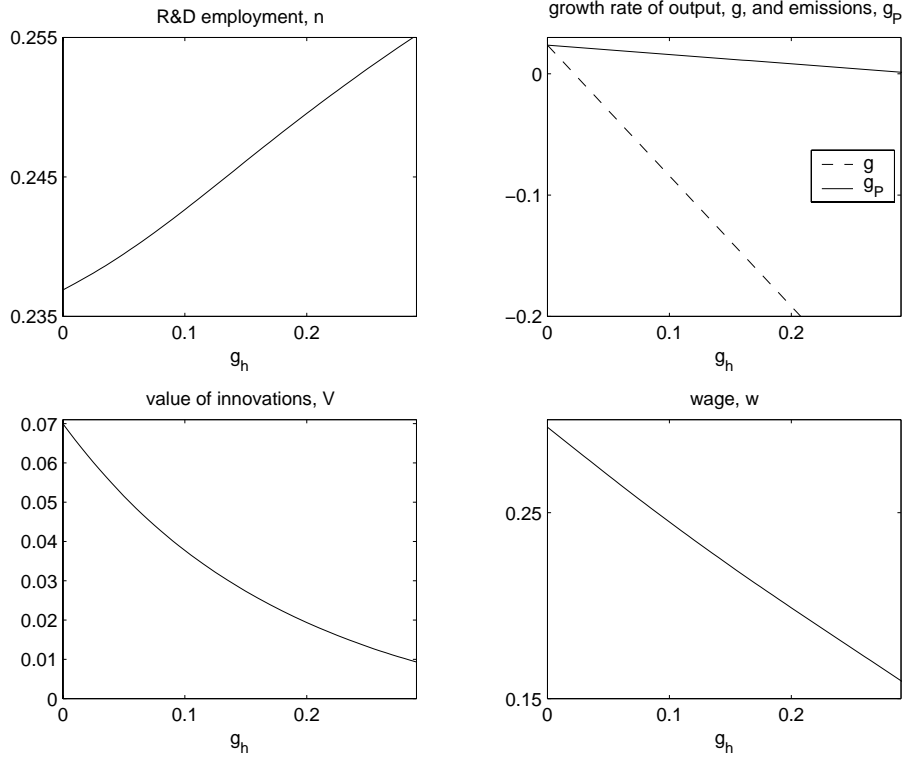 R&D employment, n
0.255
0.245
0.235
0
0.1
0.2
g_h
growth rate of output, g, and emissions, g_P
0
−0.1
−0.2
g
g_P
0
0.1
0.2
g_h
value of innovations, V
0.07
0.06
0.05
0.04
0.03
0.02
0.01
0
0
0.1
0.2
g_h
wage, w
0.25
0.15
0
0.1
0.2
g_h